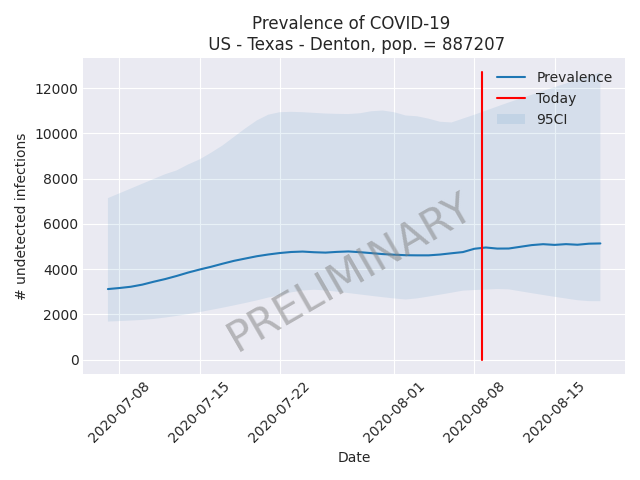 Prevalence of COVID-19
US - Texas - Denton, pop. = 887207
# undetected infections
12000
10000
8000
6000
4000
2000
0
Prevalence
Today
95CI
PRELIMINARY
2020-07-08
2020-07-15
2020-07-22
2020-08-01
2020-08-08
2020-08-15
Date